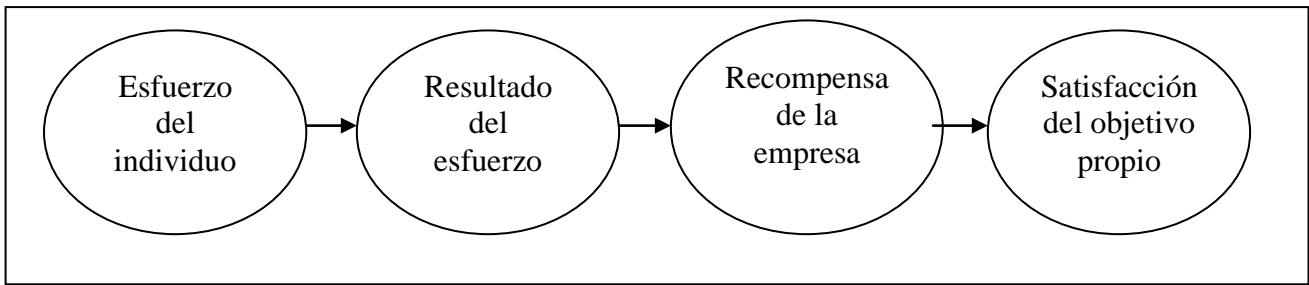 Esfuerzo
del
individuo
Resultado
del
esfuerzo
Recompensa
de la
empresa
Satisfacción
del objetivo
propio